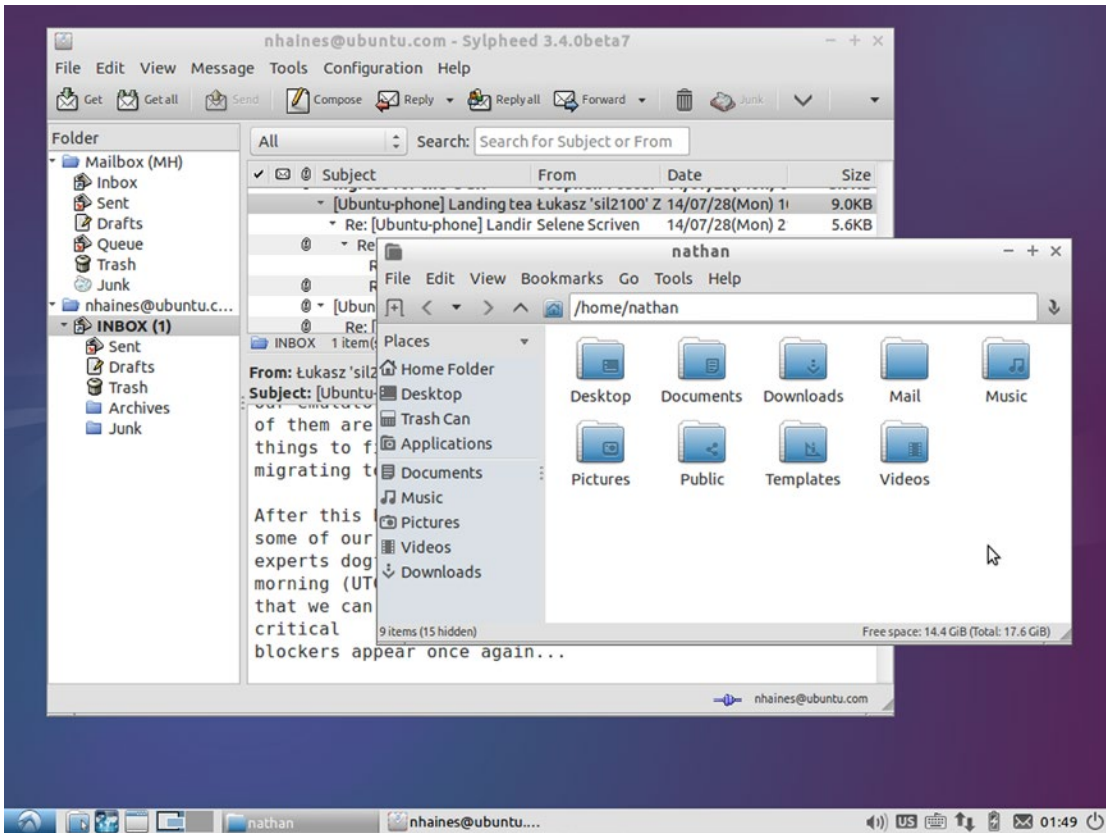 nhaines@ubuntu.com - Sylpheed 3.4.0beta7
File Edit View Message Tools Configuration Help
Get Get all Send Compose Reply Reply all Forward Junk
Folder
All Search: Search for Subject or From
Mailbox (MH)
Inbox
Sent
Drafts
Queue
Trash
Junk
nhaines@ubuntu.c...
INBOX (1)
Sent
Drafts
Trash
Archives
Junk
Subject From Date Size
[Ubuntu-phone] Landing tea Łukasz 'sil2100' Z 14/07/28(Mon) 9.0KB
Re: [Ubuntu-phone] Landir Selene Scriven 14/07/28(Mon) 2 5.6KB
Re
[Ubun
Re:
INBOX 1 item(
From: Łukasz 'sil2
Subject: [Ubuntu-
of them are
things to f
migrating t
After this
some of our
experts dog
morning (UT
that we can
critical
blockers appear once again...
nhaines@ubuntu.com
nathan
File Edit View Bookmarks Go Tools Help
/home/nathan
Places
Home Folder
Desktop
Trash Can
Applications
Documents
Music
Pictures
Videos
Downloads
Desktop Documents Downloads Mail Music
Pictures Public Templates Videos
9 items (15 hidden) Free space: 14.4 GiB (Total: 17.6 GiB)
nathan nhaines@ubuntu.... US 01:49